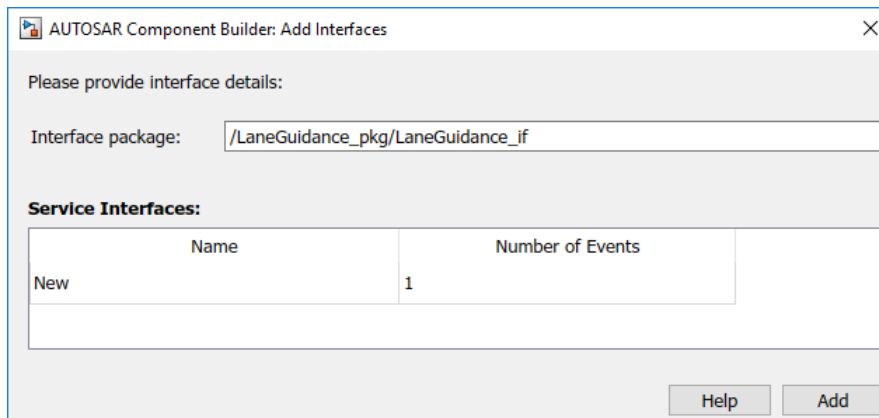 AUTOSAR Component Builder: Add Interfaces
Please provide interface details:
Interface package: /LaneGuidance_pkg/LaneGuidance_if
Service Interfaces:
Name Number of Events
New 1
Help Add